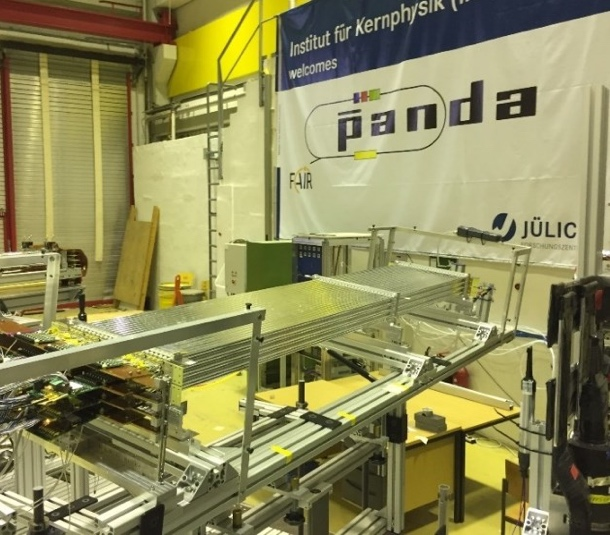 Institut für Kernphysik
welcomes
panda
FAIR
JÜLIC